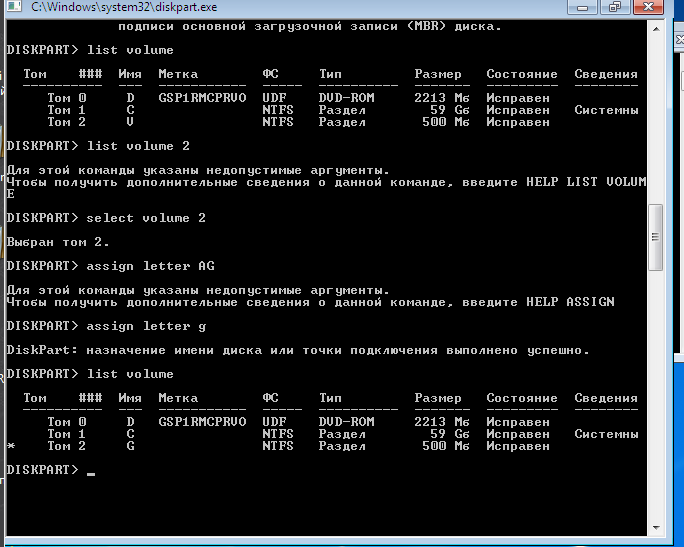 C:\Windows\system32\diskpart.exe
подписи основной загрузочной записи (MBR) диска.
DISKPART> list volume
Том ### Имя Метка ФС Тип Размер Состояние Сведения
---------- --- ----------- ----- ---------- ------- --------- --------
Том 0 D GSP1RMCPRVO UDF DVD-ROM 2213 Мб Исправен
Том 1 C NTFS Раздел 59 Gб Исправен Системны
Том 2 V NTFS Раздел 500 Мб Исправен
DISKPART> list volume 2
Для этой команды указаны недопустимые аргументы.
Чтобы получить дополнительные сведения о данной команде, введите HELP LIST VOLUM
E
DISKPART> select volume 2
Выбран том 2.
DISKPART> assign letter AG
Для этой команды указаны недопустимые аргументы.
Чтобы получить дополнительные сведения о данной команде, введите HELP ASSIGN
DISKPART> assign letter g
DiskPart: назначение имени диска или точки подключения выполнено успешно.
DISKPART> list volume
Том ### Имя Метка ФС Тип Размер Состояние Сведения
---------- --- ----------- ----- ---------- ------- --------- --------
Том 0 D GSP1RMCPRVO UDF DVD-ROM 2213 Мб Исправен
Том 1 C NTFS Раздел 59 Gб Исправен Системны
* Том 2 G NTFS Раздел 500 Мб Исправен
DISKPART> _